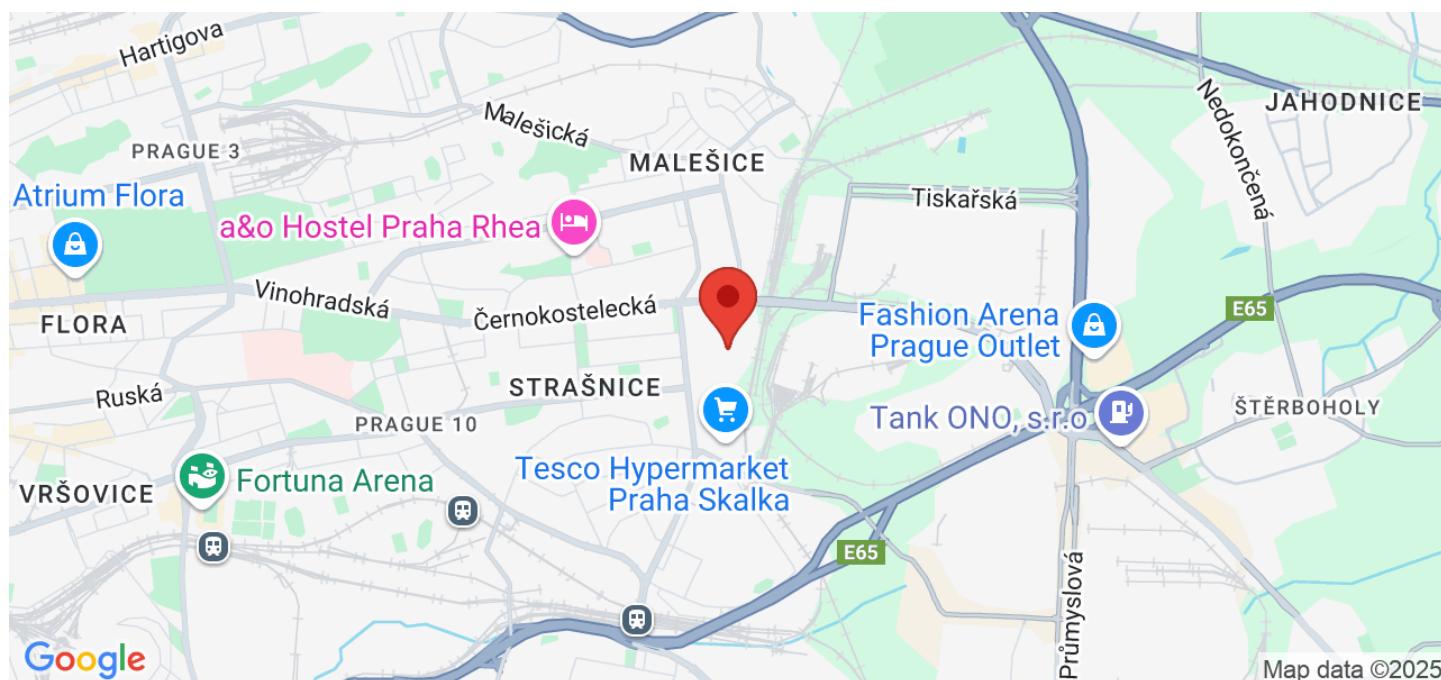 Hartigova
Malešická
PRAGUE 3
MALEŠICE
JAHODNICE
Nedokončená
Atrium Flora
a&o Hostel Praha Rhea
Tiskařská
Vinohradská
Černokostelecká
FLORA
Fashion Arena
Prague Outlet
E65
STRAŠNICE
Ruská
PRAGUE 10
Tank ONO, s.r.o
ŠTĚRBOHOLY
Tesco Hypermarket
Praha Skalka
VRŠOVICE
Fortuna Arena
E65
Průmyslová
Google
Map data ©2025